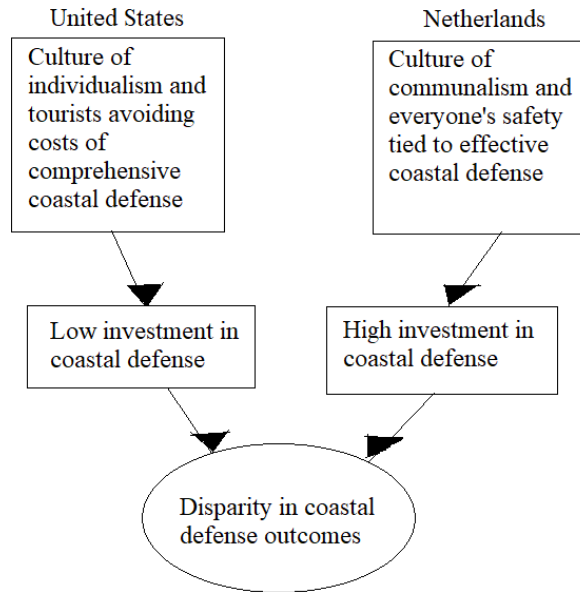 United States
Culture of
individualism and
tourists avoiding
costs of
comprehensive
coastal defense
Netherlands
Culture of
communalism and
everyone's safety
tied to effective
coastal defense
Low investment in
coastal defense
High investment in
coastal defense
Disparity in coastal
defense outcomes